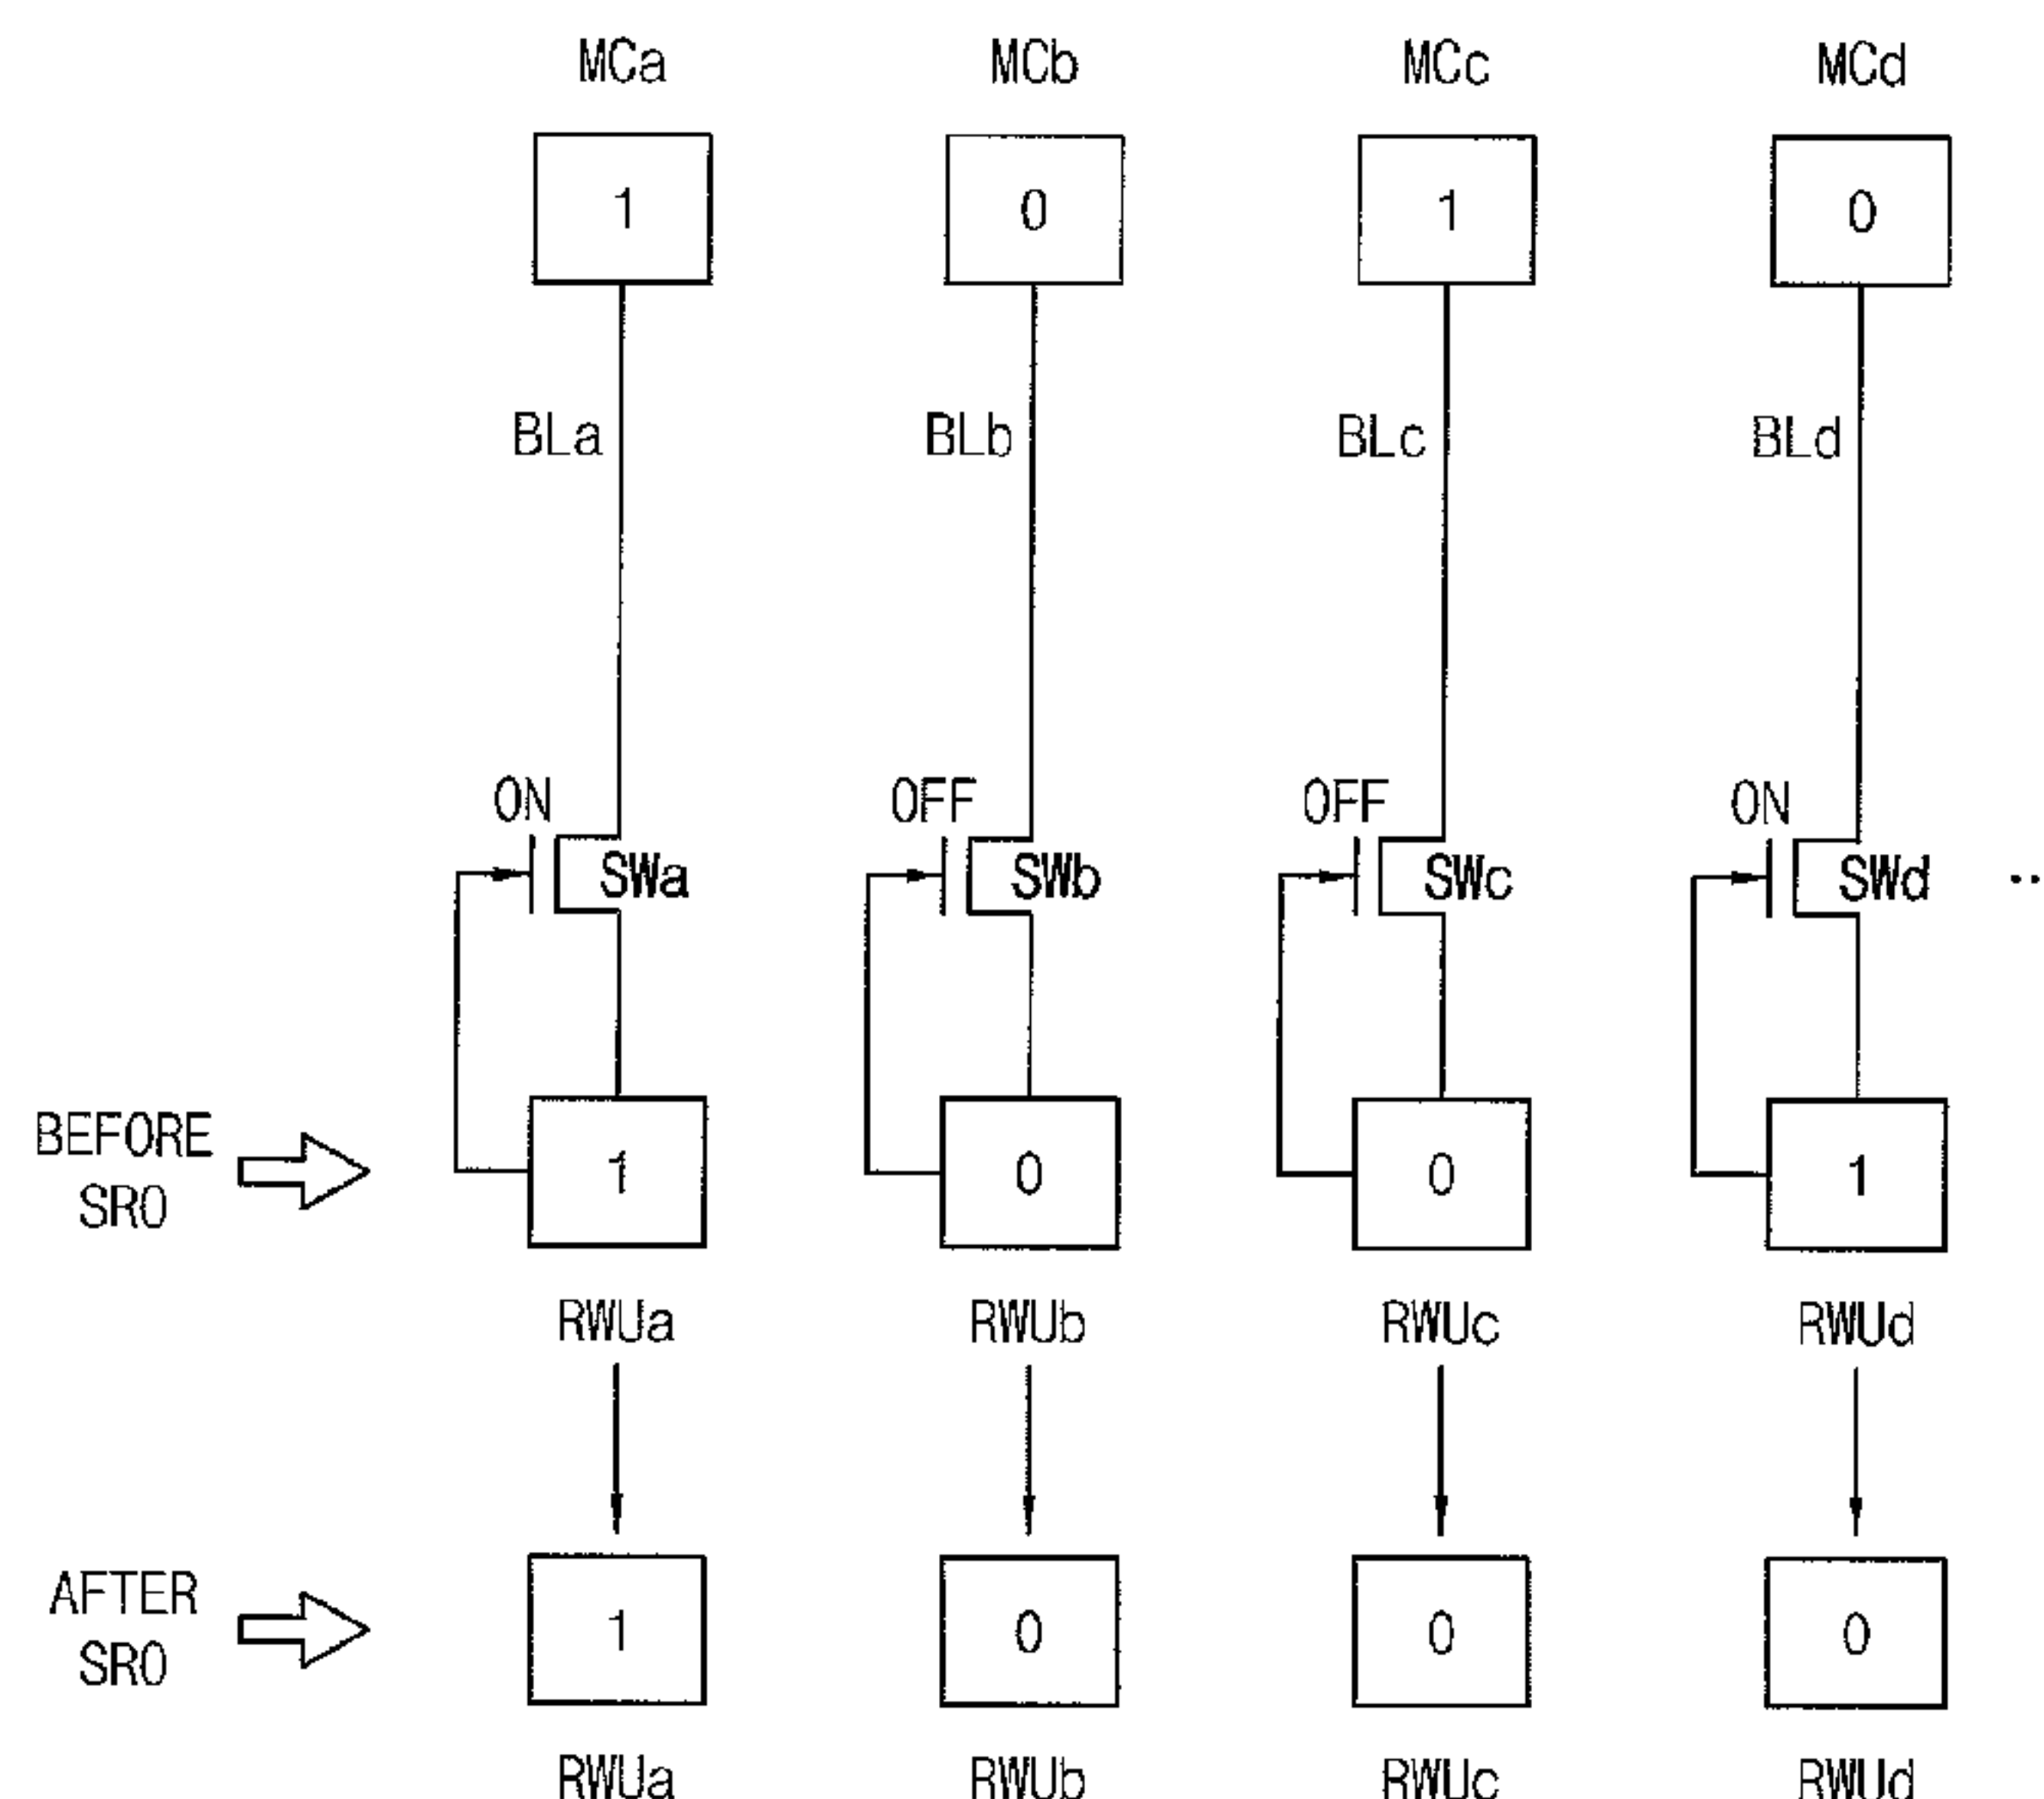 MCa MCb MCc MCd
1 0 1 0
BLa BLb BLc BLd
ON OFF OFF ON
SWa SWb SWc SWd ..
BEFORE
SRO
1 0 0 1
RWUa RWUb RWUc RWUd
AFTER
SRO
1 0 0 0
RWUa RWUb RWUc RWUd